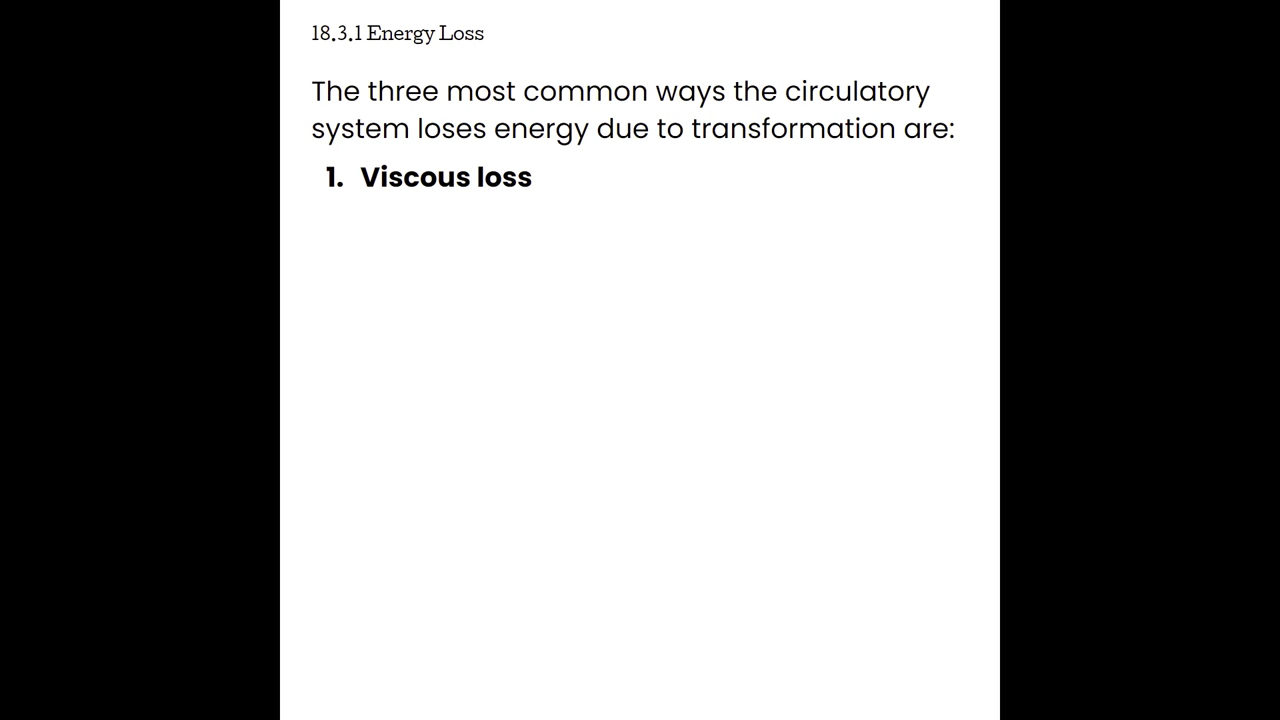 18.3.1 Energy Loss
The three most common ways the circulatory
system loses energy due to transformation are:
1. Viscous loss